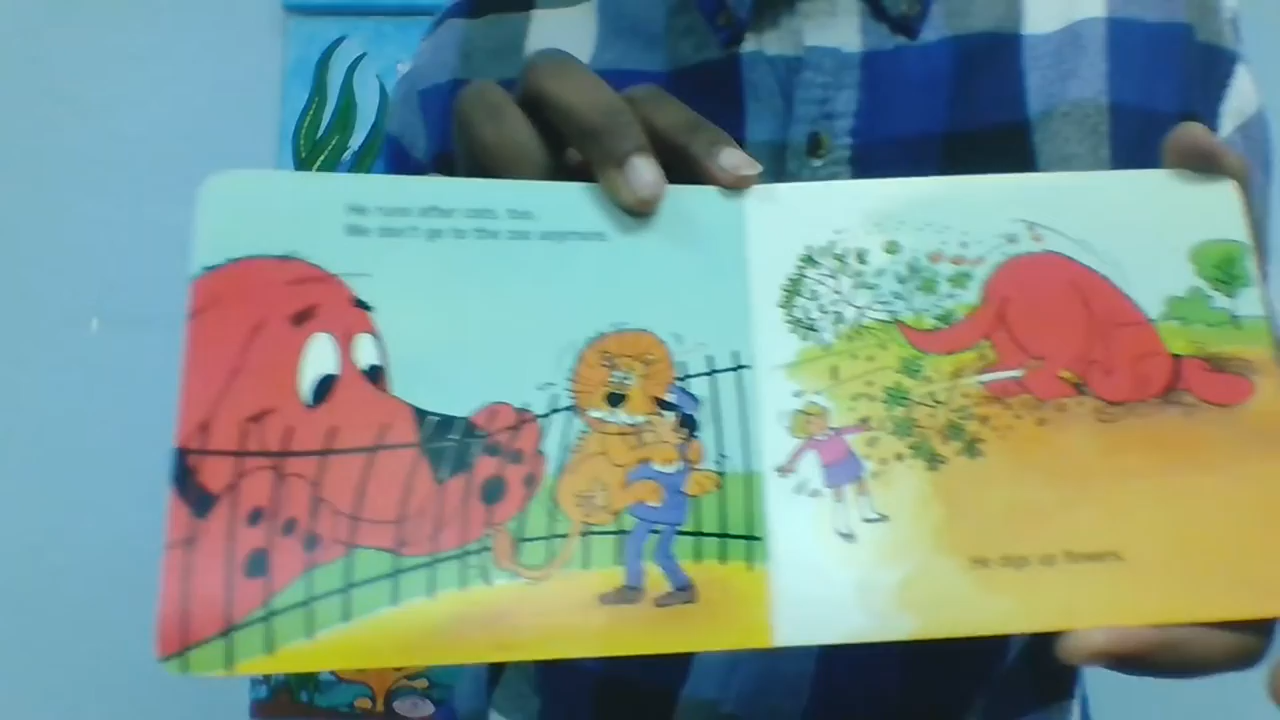 He runs after cats, too.
We don't go to the zoo anymore.
He digs up flowers.